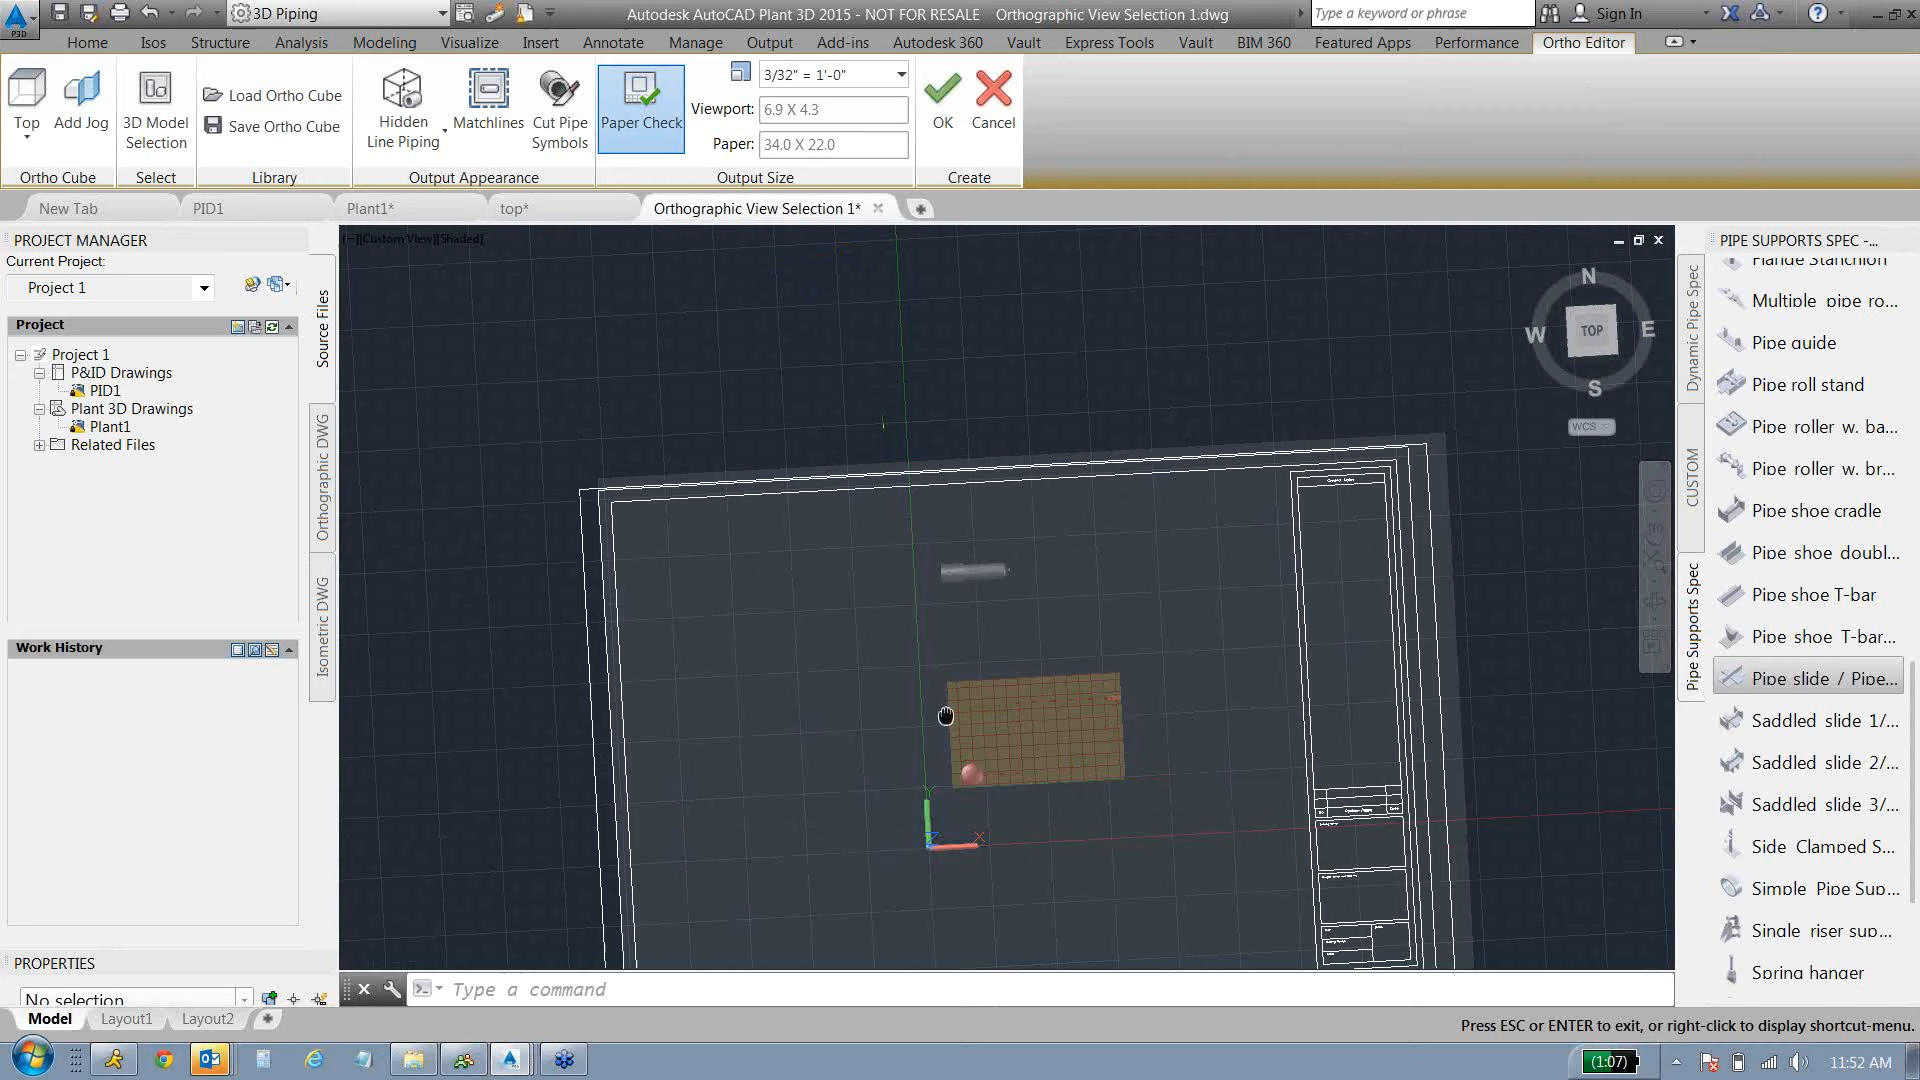 3D Piping
Autodesk AutoCAD Plant 3D 2015 - NOT FOR RESALE Orthographic View Selection 1.dwg
Type a keyword or phrase
Sign In
P3D
Home Isos Structure Analysis Modeling Visualize Insert Annotate Manage Output Add-ins Autodesk 360 Vault Express Tools Vault BIM 360 Featured Apps Performance Ortho Editor
Top
Add Jog
3D Model
Selection
Load Ortho Cube
Save Ortho Cube
Hidden
Line Piping
Matchlines
Cut Pipe
Symbols
Paper Check
3/32" = 1'-0"
Viewport: 6.9 X 4.3
Paper: 34.0 X 22.0
OK
Cancel
Ortho Cube Select Library Output Appearance Output Size Create
New Tab PID1 Plant1* top* Orthographic View Selection 1*
PROJECT MANAGER
Current Project:
Project 1
Project
Project 1
P&ID Drawings
PID1
Plant 3D Drawings
Plant1
Related Files
Work History
PROPERTIES
No selection
Source Files
Orthographic DWG
Isometric DWG
[−][Custom View][Shaded]
N
W TOP E
S
WCS
Y
X
Z
Dynamic Pipe Spec
CUSTOM
Pipe Supports Spec
PIPE SUPPORTS SPEC -...
Flange Stanchion
Multiple pipe ro...
Pipe guide
Pipe roll stand
Pipe roller w. ba...
Pipe roller w. br...
Pipe shoe cradle
Pipe shoe doubl...
Pipe shoe T-bar
Pipe shoe T-bar...
Pipe slide / Pipe...
Saddled slide 1/...
Saddled slide 2/...
Saddled slide 3/...
Side Clamped S...
Simple Pipe Sup...
Single riser sup...
Spring hanger
Type a command
Model Layout1 Layout2
Press ESC or ENTER to exit, or right-click to display shortcut-menu.
(1:07)
11:52 AM